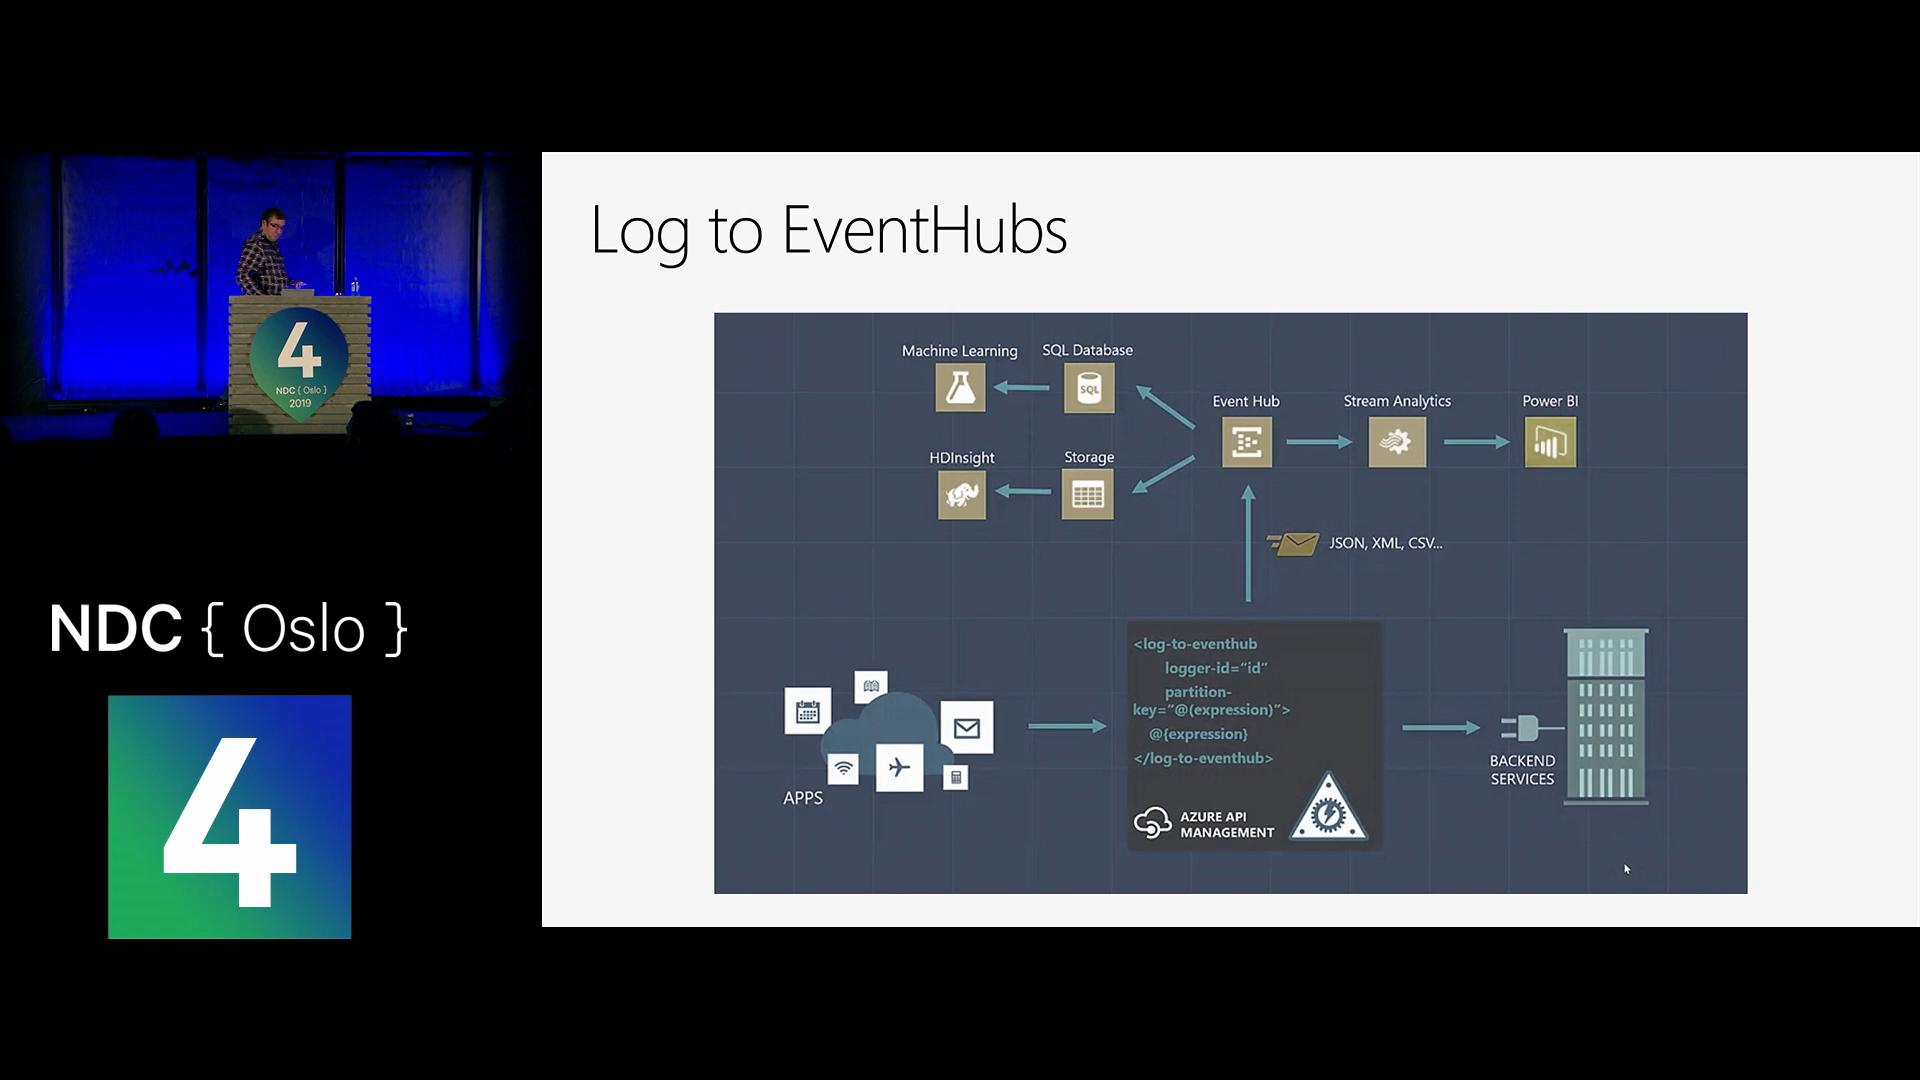 Log to EventHubs
Machine Learning
SQL Database
SQL
HDInsight
Storage
Event Hub
Stream Analytics
Power BI
JSON, XML, CSV...
<log-to-eventhub
logger-id=“id”
partition-
key=“@(expression)”>
@{expression}
</log-to-eventhub>
AZURE API
MANAGEMENT
APPS
BACKEND
SERVICES
4
NDC { Oslo }
2019
NDC { Oslo }
4